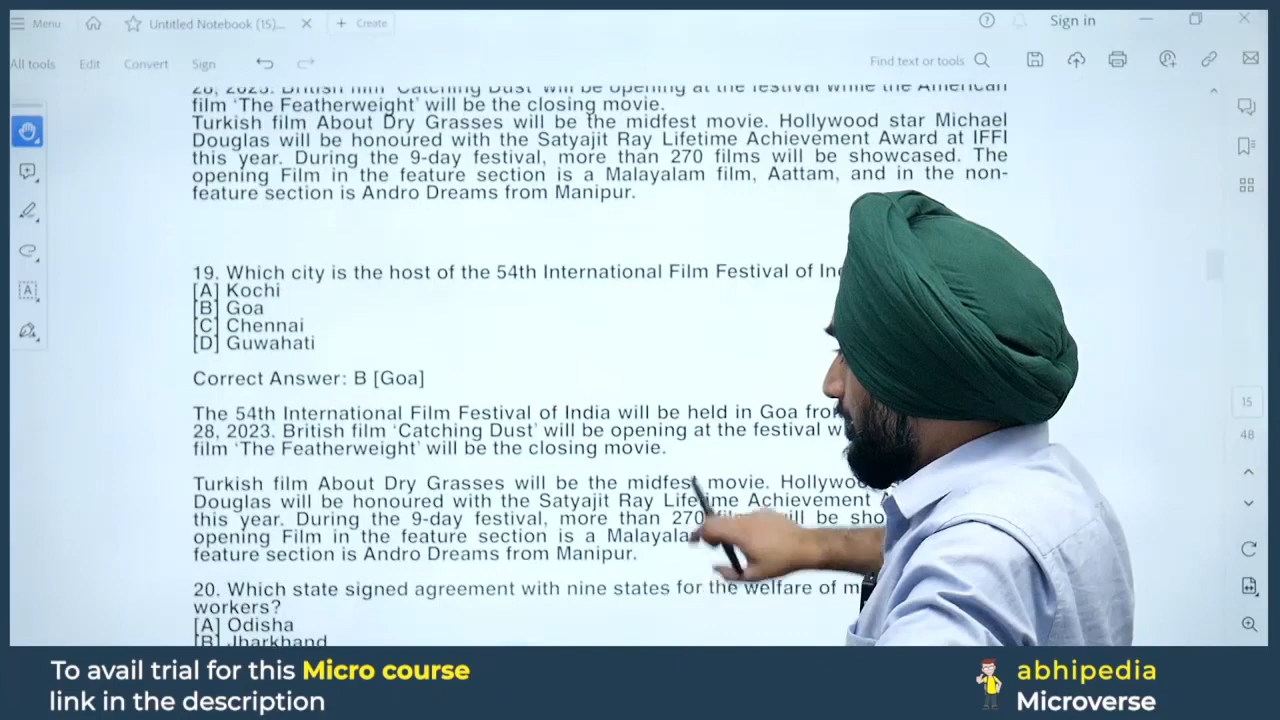 Menu
Untitled Notebook (15)...
Create
Sign in
All tools
Edit
Convert
Sign
Find text or tools
28, 2023. British film ‘Catching Dust’ will be opening at the festival while the American
film ‘The Featherweight’ will be the closing movie.
Turkish film About Dry Grasses will be the midfest movie. Hollywood star Michael
Douglas will be honoured with the Satyajit Ray Lifetime Achievement Award at IFFI
this year. During the 9-day festival, more than 270 films will be showcased. The
opening Film in the feature section is a Malayalam film, Aattam, and in the non-
feature section is Andro Dreams from Manipur.
19. Which city is the host of the 54th International Film Festival of
[A] Kochi
[B] Goa
[C] Chennai
[D] Guwahati
Correct Answer: B [Goa]
The 54th International Film Festival of India will be held in Goa
28, 2023. British film ‘Catching Dust’ will be opening at the festival
film ‘The Featherweight’ will be the closing movie.
Turkish film About Dry Grasses will be the midfest movie.
Douglas will be honoured with the Satyajit Ray Lifetime Achievement
this year. During the 9-day festival, more than 270 will be
opening Film in the feature section is a
feature section is Andro Dreams from Manipur.
20. Which state signed agreement with nine states for the welfare of
workers?
[A] Odisha
[B] Jharkhand
15
48
To avail trial for this Micro course
link in the description
abhipedia
Microverse